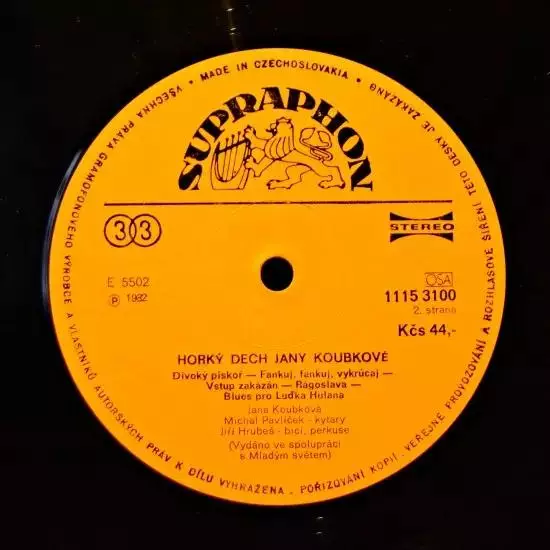 • MADE IN CZECHOSLOVAKIA •
VŠECHNA PRÁVA GRAMOFONOVÉHO VÝROBCE A VLASTNÍKŮ AUTORSKÝCH PRÁV K DÍLU VYHRAŽENA. POŘIZOVÁNÍ KOPIÍ - VEŘEJNÉ PROVOZOVÁNÍ A ROZHLASOVÉ ŠÍŘENÍ TÉTO DESKY JE ZAKÁZÁNO
SUPRAPHON
33
STEREO
E 5502
OSA
℗ 1982
1115 3100
2. strana
Kčs 44,-
HORKÝ DECH JANY KOUBKOVÉ
Divoký pískoř — Fankuj, fankuj, vykrúcaj —
Vstup zakázán — Ragoslava —
Blues pro Luďka Hulana
Jana Koubková
Michal Pavlíček - kytary
Jiří Hrubeš - bicí, perkuse
(Vydáno ve spolupráci
s Mladým světem)